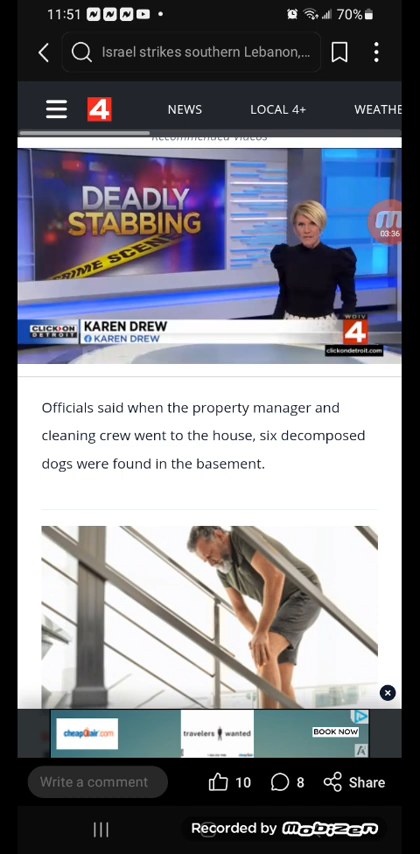 11:51
70%
Israel strikes southern Lebanon,...
4
NEWS
LOCAL 4+
WEATHE
Recommended Videos
DEADLY
STABBING
CRIME SCENE
03:36
CLICK ON
DETROIT
KAREN DREW
KAREN DREW
WDIV
4
clickondetroit.com
Officials said when the property manager and
cleaning crew went to the house, six decomposed
dogs were found in the basement.
cheapOair.com
travelers wanted
BOOK NOW
Write a comment
10
8
Share
Recorded by mobizen